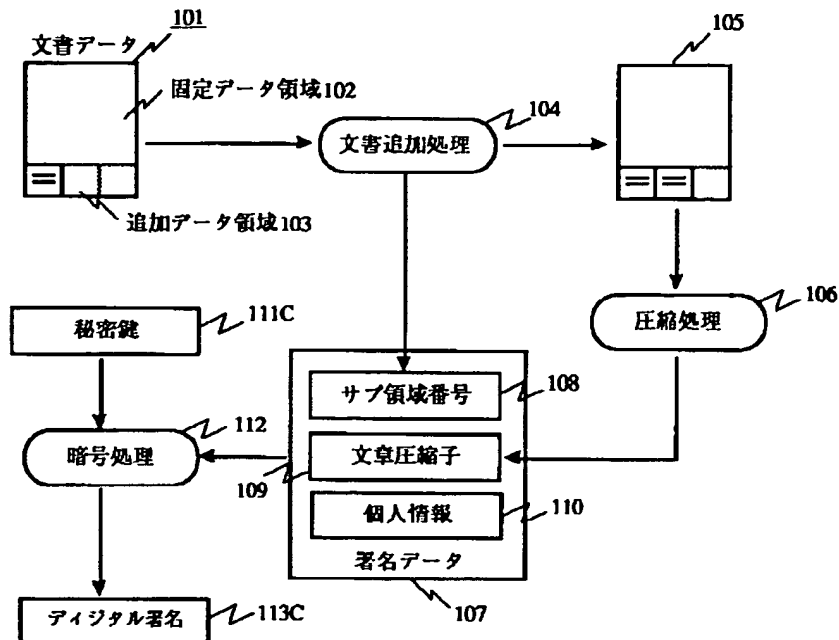 101
105
文書データ
固定データ領域102
104
文書追加処理
追加データ領域103
106
111C
圧縮処理
秘密鍵
108
サブ領域番号
112
暗号処理
文章圧縮子
109
個人情報
110
署名データ
107
ディジタル署名
113C